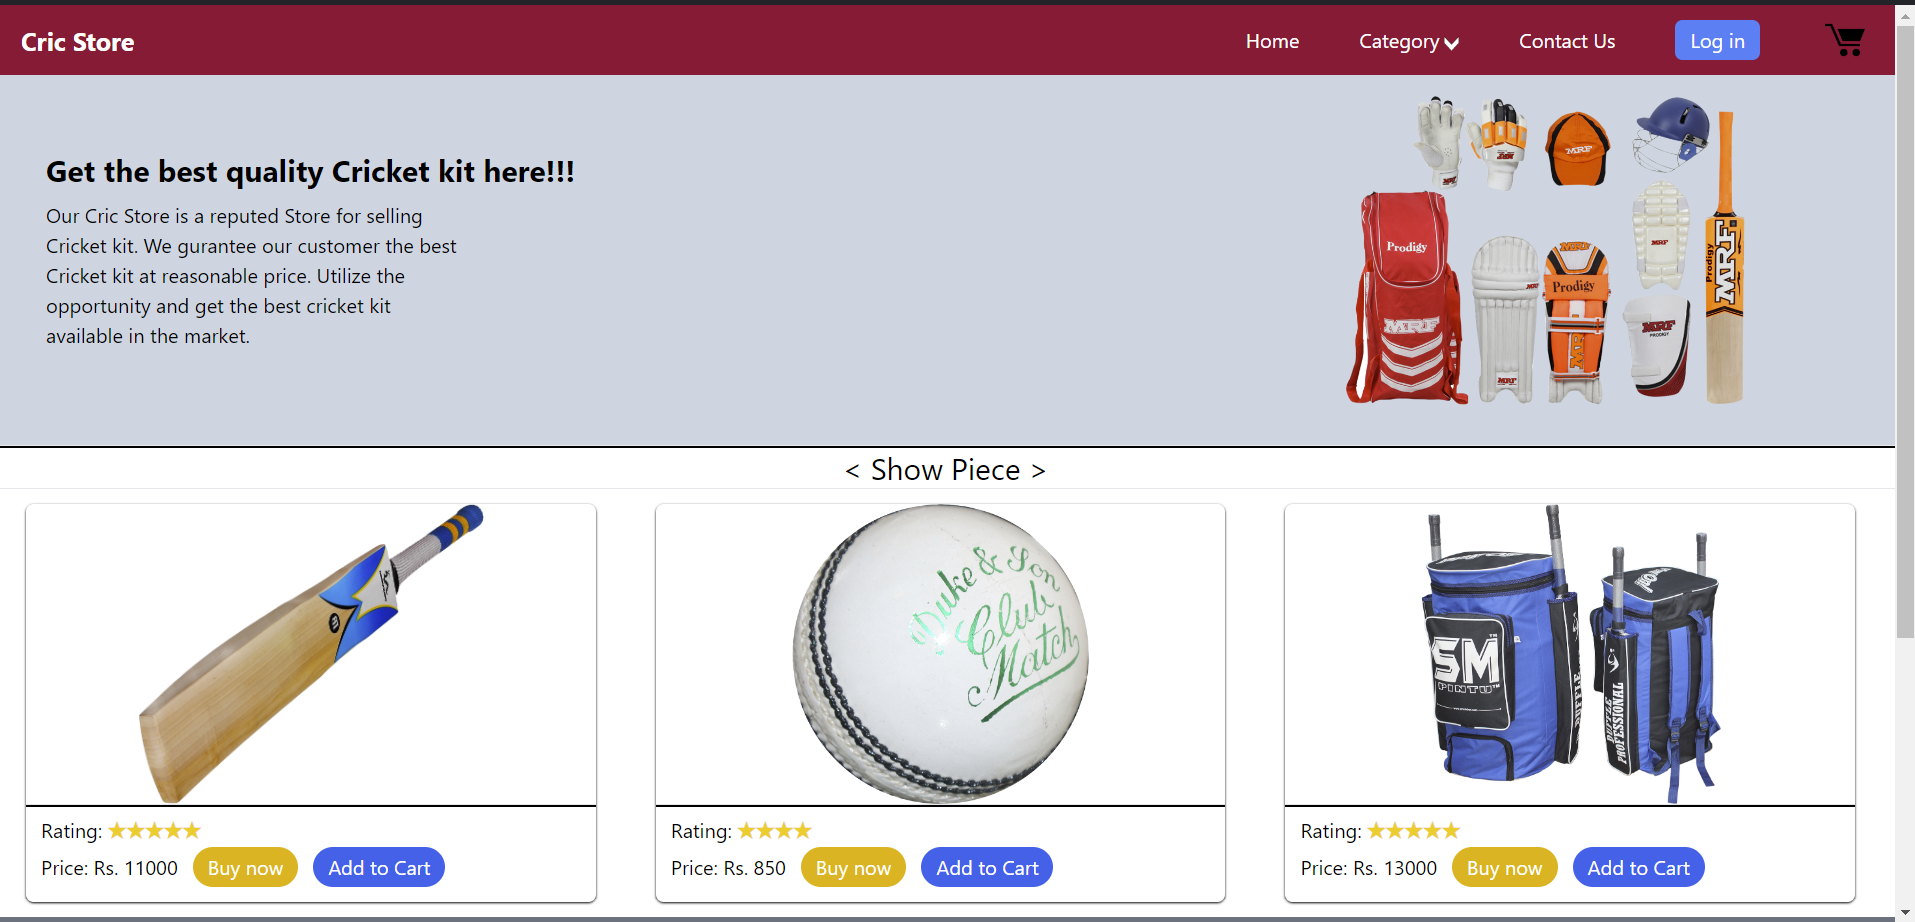 Cric Store
Home
Category
Contact Us
Log in
Get the best quality Cricket kit here!!!
Our Cric Store is a reputed Store for selling
Cricket kit. We gurantee our customer the best
Cricket kit at reasonable price. Utilize the
opportunity and get the best cricket kit
available in the market.
MRF
Prodigy
MRF
MRF
Prodigy
MRF
MRF
MRF
PRODIGY
Prodigy
MRF
< Show Piece >
Duke & Son
Club
Match
SM
PINTU
DUFFLE
PROFESSIONAL
Rating: ★★★★★
Price: Rs. 11000
Buy now
Add to Cart
Rating: ★★★★
Price: Rs. 850
Buy now
Add to Cart
Rating: ★★★★★
Price: Rs. 13000
Buy now
Add to Cart